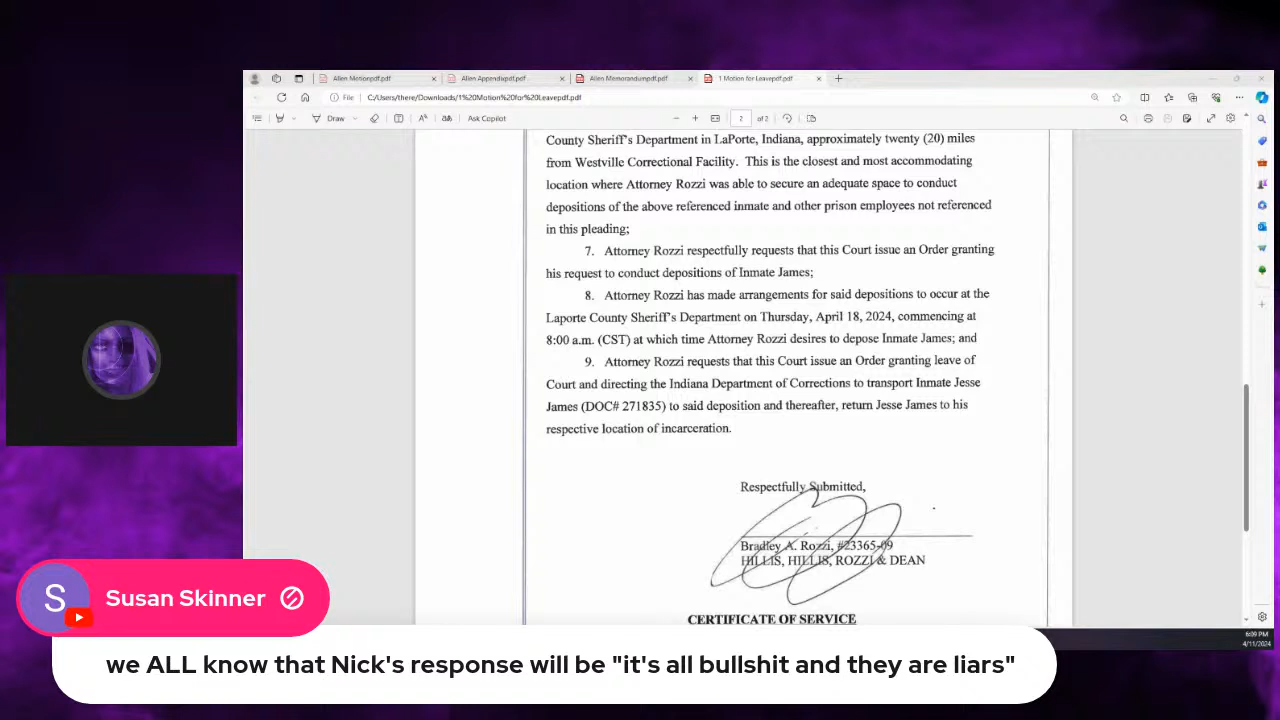 Allen Motionpdf.pdf
Allen Appendixpdf.pdf
Allen Memorandumpdf.pdf
1 Motion for Leavepdf.pdf
File
C:/Users/there/Downloads/1%20Motion%20for%20Leavepdf.pdf
Draw
Ask Copilot
2
of 2
County Sheriff's Department in LaPorte, Indiana, approximately twenty (20) miles
from Westville Correctional Facility. This is the closest and most accommodating
location where Attorney Rozzi was able to secure an adequate space to conduct
depositions of the above referenced inmate and other prison employees not referenced
in this pleading;
7. Attorney Rozzi respectfully requests that this Court issue an Order granting
his request to conduct depositions of Inmate James;
8. Attorney Rozzi has made arrangements for said depositions to occur at the
Laporte County Sheriff's Department on Thursday, April 18, 2024, commencing at
8:00 a.m. (CST) at which time Attorney Rozzi desires to depose Inmate James; and
9. Attorney Rozzi requests that this Court issue an Order granting leave of
Court and directing the Indiana Department of Corrections to transport Inmate Jesse
James (DOC# 271835) to said deposition and thereafter, return Jesse James to his
respective location of incarceration.
Respectfully Submitted,
Bradley A. Rozzi, #23365-09
HILLIS, HILLIS, ROZZI & DEAN
CERTIFICATE OF SERVICE
6:09 PM
4/11/2024
S
Susan Skinner
we ALL know that Nick's response will be "it's all bullshit and they are liars"